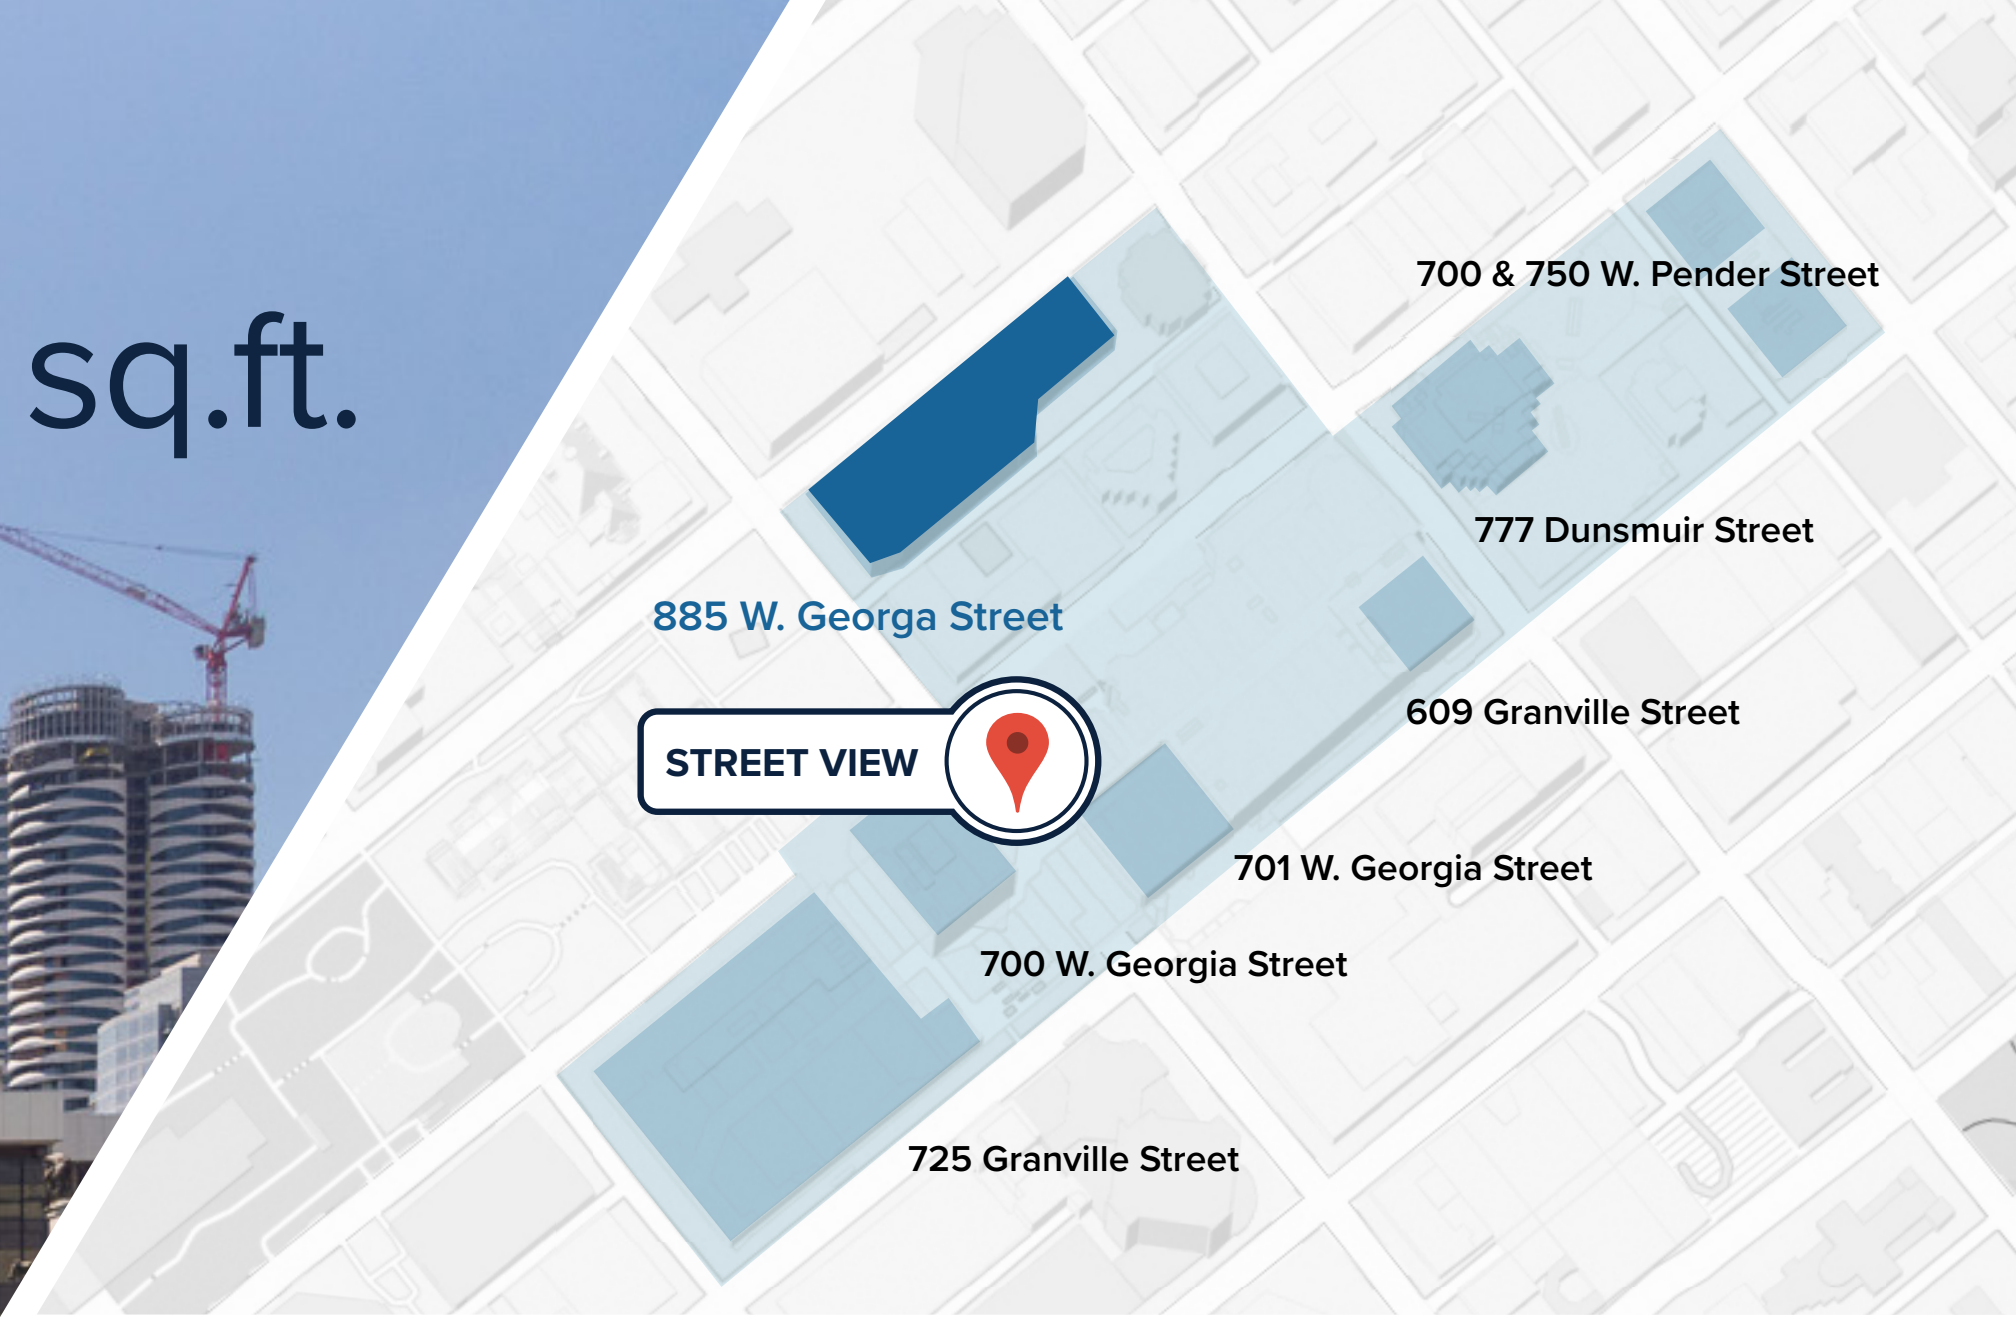 sq.ft.
700 & 750 W. Pender Street
777 Dunsmuir Street
885 W. Georga Street
609 Granville Street
STREET VIEW
701 W. Georgia Street
700 W. Georgia Street
725 Granville Street